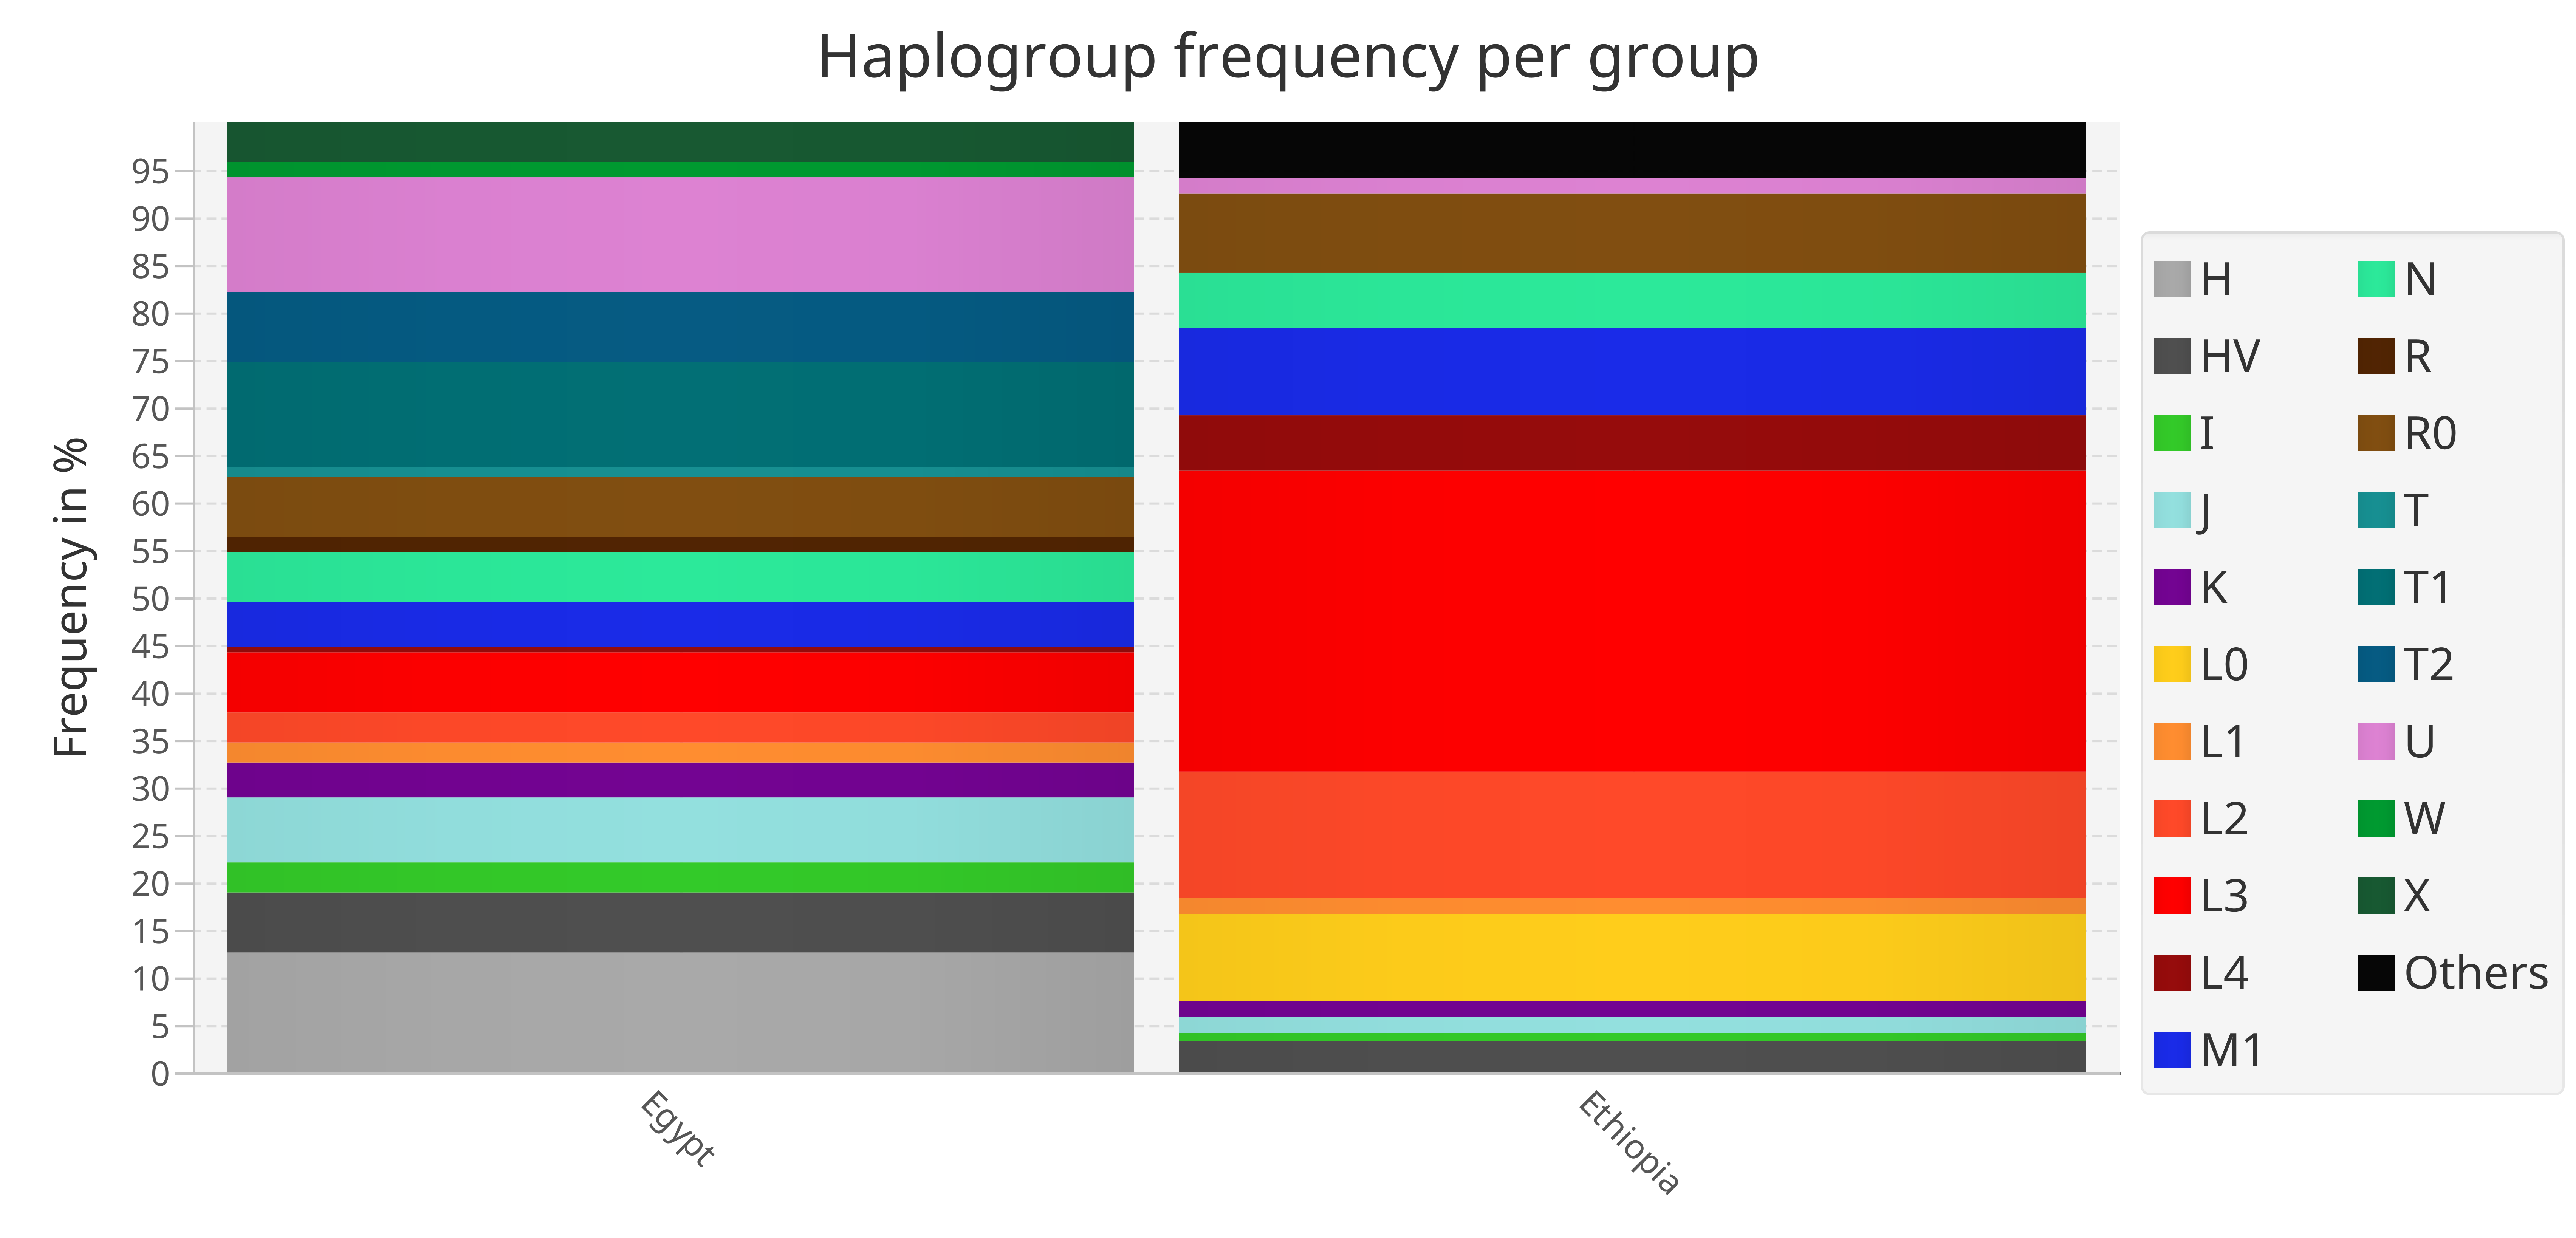 Haplogroup frequency per group
Frequency in %
95
90
85
80
75
70
65
60
55
50
45
40
35
30
25
20
15
10
5
0
Egypt
Ethiopia
H
HV
I
J
K
L0
L1
L2
L3
L4
M1
N
R
R0
T
T1
T2
U
W
X
Others